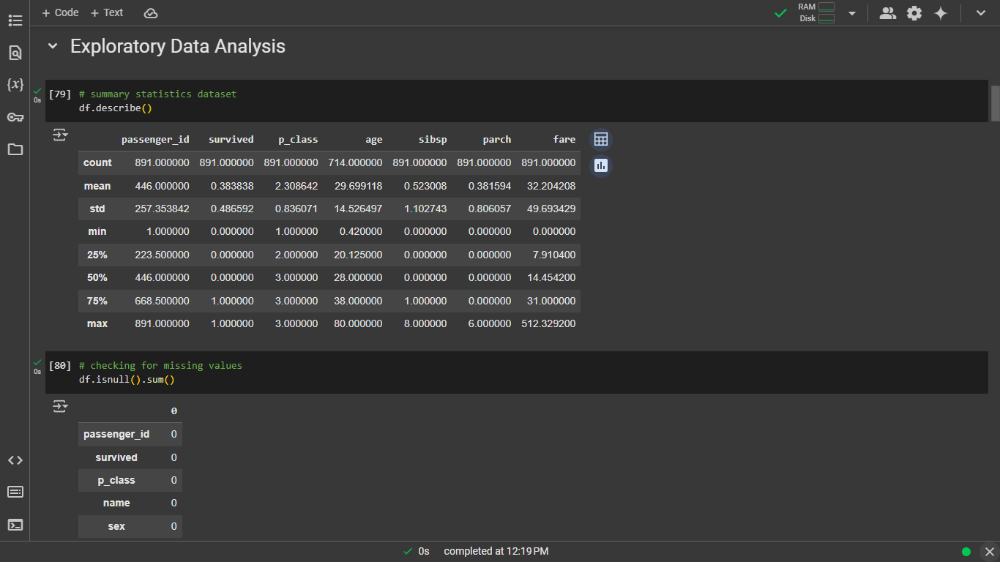 + Code + Text
RAM
Disk
Exploratory Data Analysis
{x}
0s
[79] # summary statistics dataset
df.describe()
passenger_id survived p_class age sibsp parch fare
count 891.000000 891.000000 891.000000 714.000000 891.000000 891.000000 891.000000
mean 446.000000 0.383838 2.308642 29.699118 0.523008 0.381594 32.204208
std 257.353842 0.486592 0.836071 14.526497 1.102743 0.806057 49.693429
min 1.000000 0.000000 1.000000 0.420000 0.000000 0.000000 0.000000
25% 223.500000 0.000000 2.000000 20.125000 0.000000 0.000000 7.910400
50% 446.000000 0.000000 3.000000 28.000000 0.000000 0.000000 14.454200
75% 668.500000 1.000000 3.000000 38.000000 1.000000 0.000000 31.000000
max 891.000000 1.000000 3.000000 80.000000 8.000000 6.000000 512.329200
0s
[80] # checking for missing values
df.isnull().sum()
0
passenger_id 0
survived 0
p_class 0
name 0
sex 0
0s completed at 12:19 PM